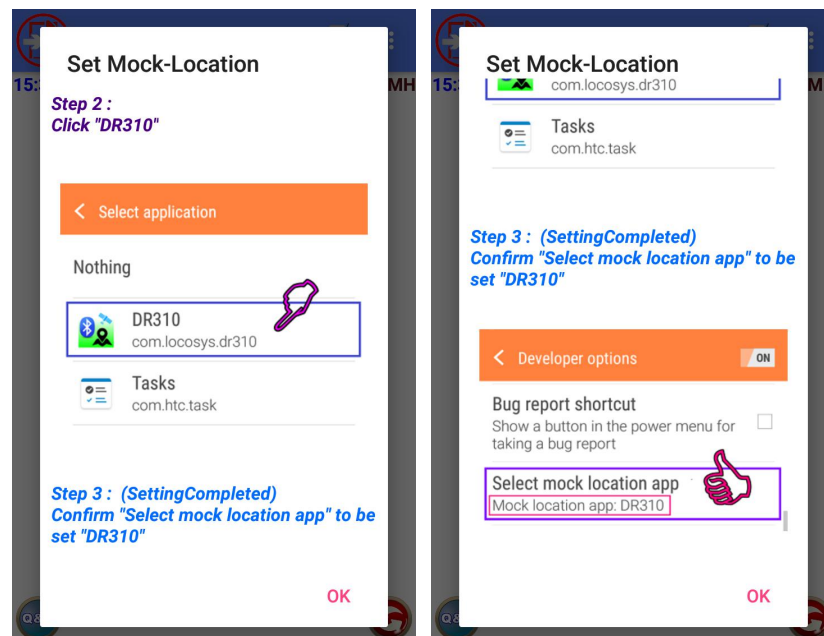 Set Mock-Location
15:
MH
Step 2 :
Click "DR310"
Select application
Nothing
DR310
com.locosys.dr310
Tasks
com.htc.task
Step 3 : (SettingCompleted)
Confirm "Select mock location app" to be
set "DR310"
OK
Q&
Set Mock-Location
com.locosys.dr310
15:
M
Tasks
com.htc.task
Step 3 : (SettingCompleted)
Confirm "Select mock location app" to be
set "DR310"
Developer options
ON
Bug report shortcut
Show a button in the power menu for
taking a bug report
Select mock location app
Mock location app: DR310
OK
Q&